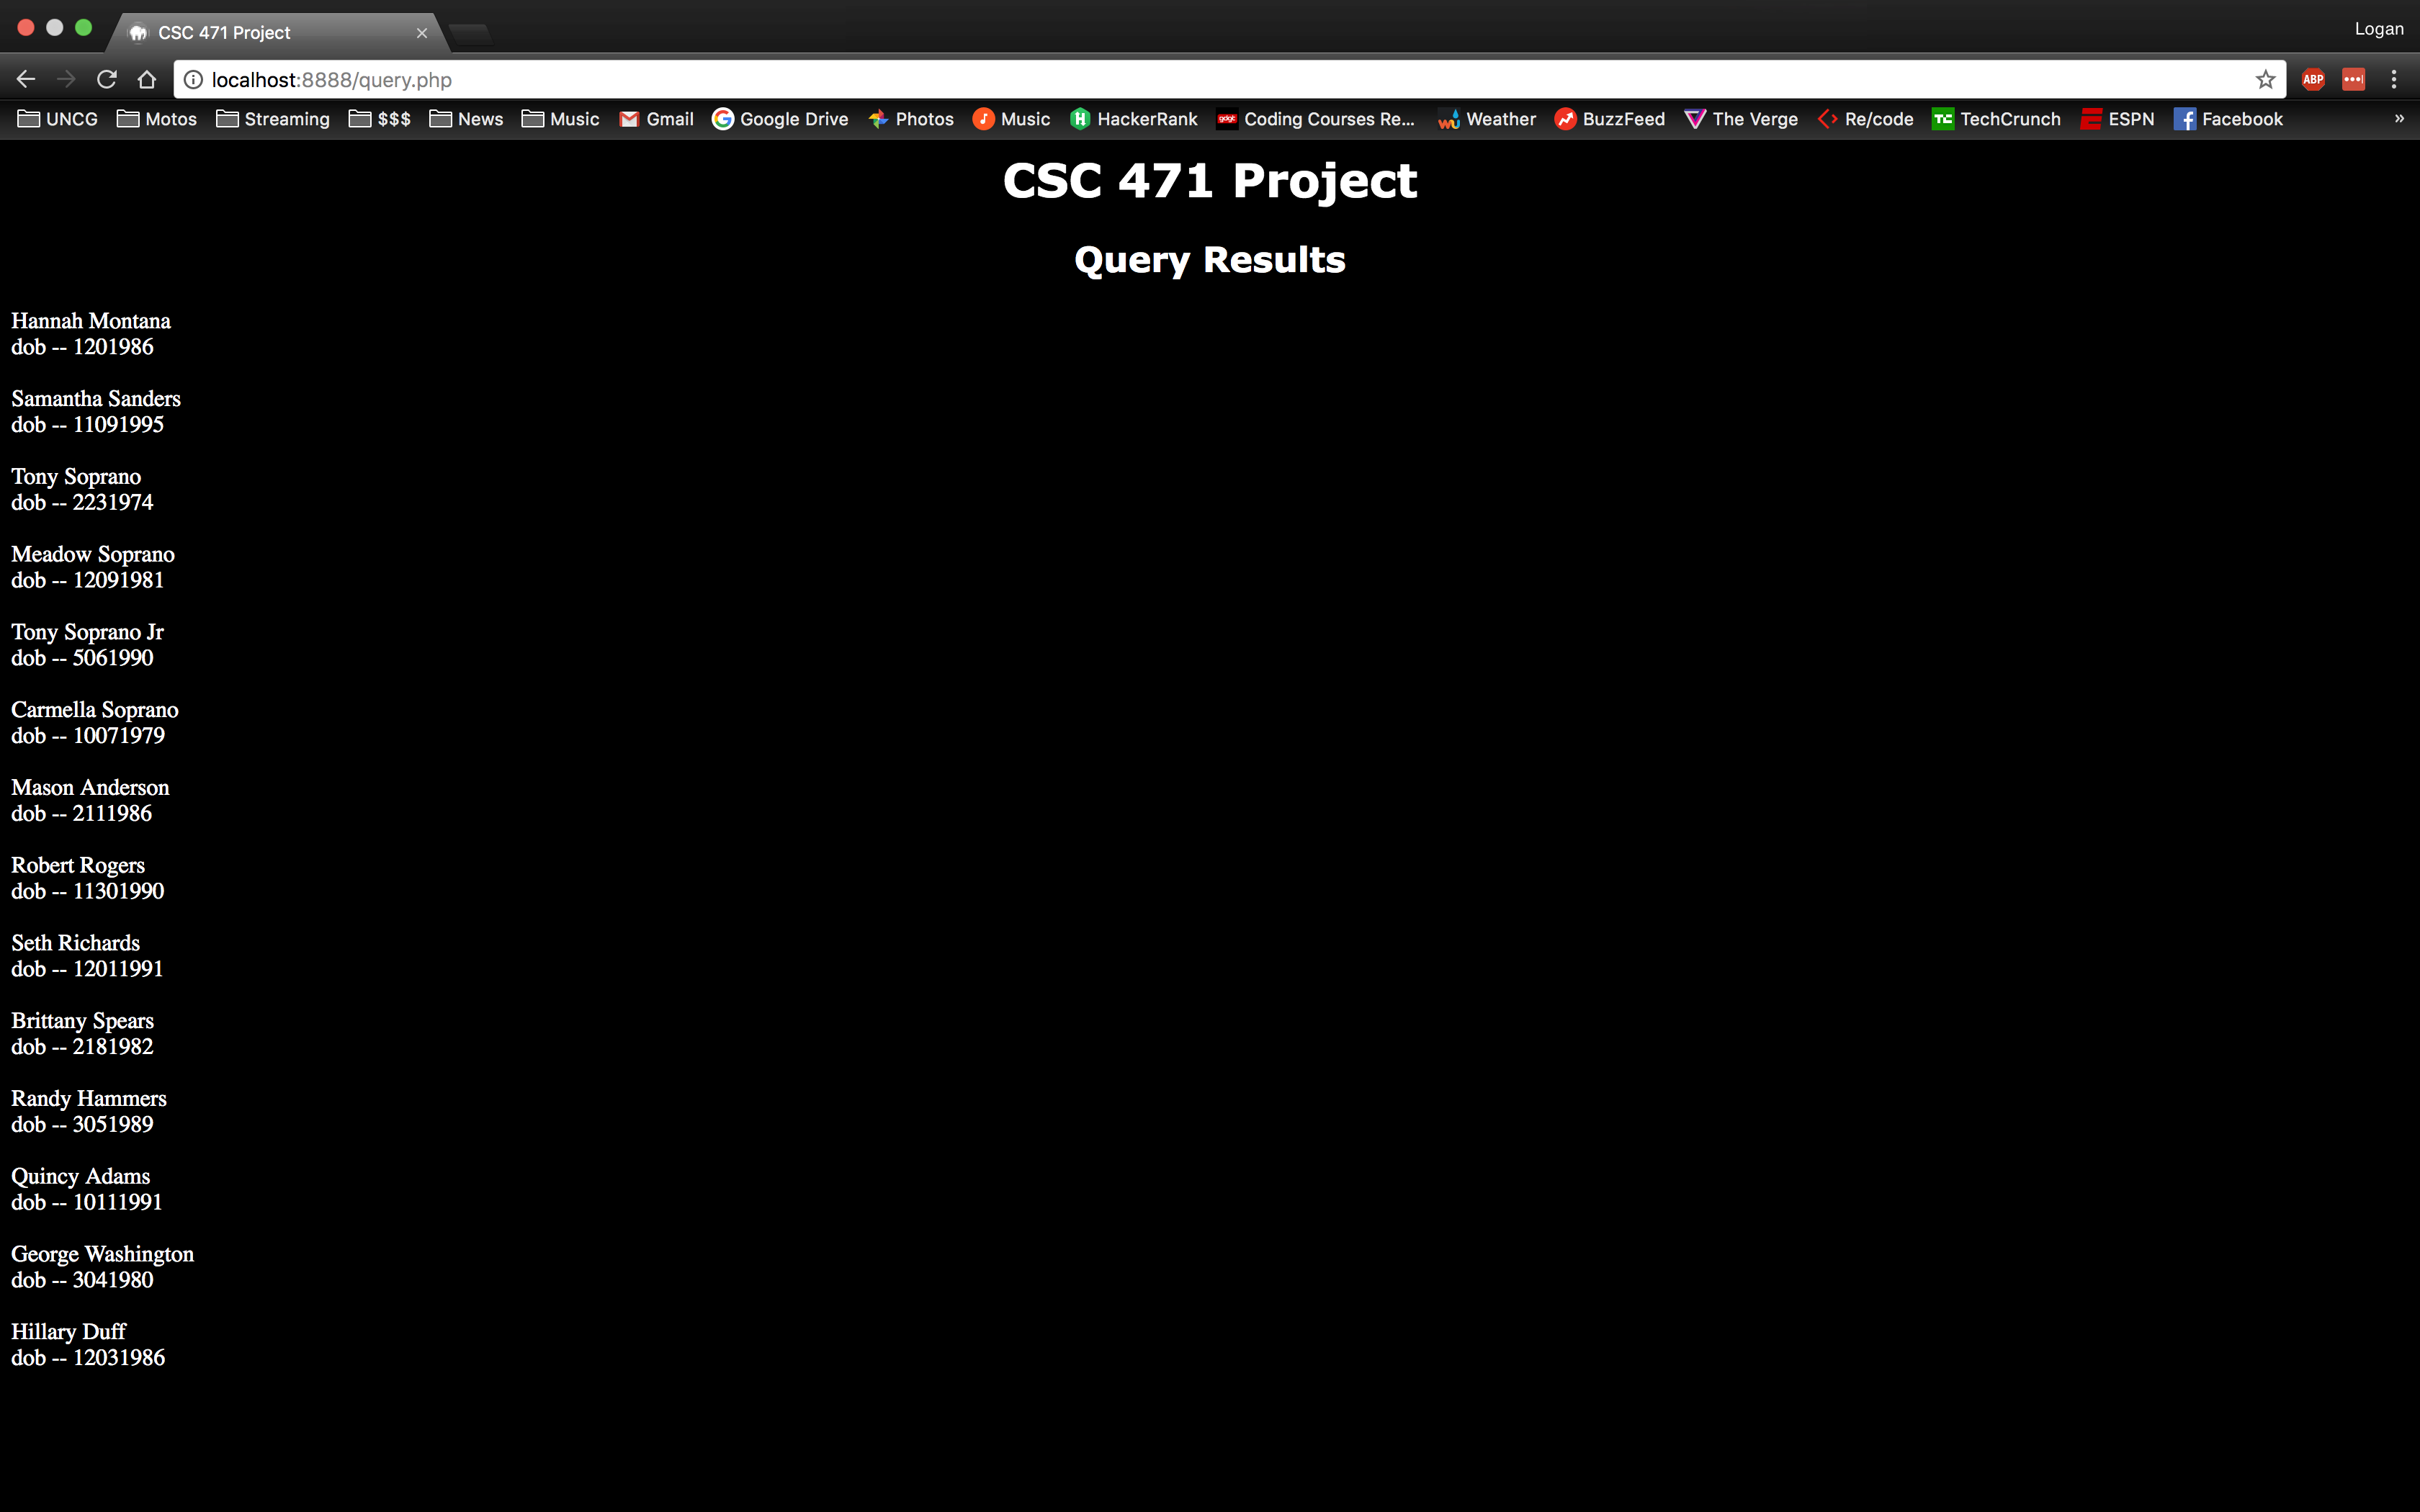 CSC 471 Project
Logan
localhost:8888/query.php
ABP
UNCG Motos Streaming $$$ News Music Gmail Google Drive Photos Music HackerRank Coding Courses Re... Weather BuzzFeed The Verge Re/code TechCrunch ESPN Facebook »
CSC 471 Project
Query Results
Hannah Montana
dob -- 1201986
Samantha Sanders
dob -- 11091995
Tony Soprano
dob -- 2231974
Meadow Soprano
dob -- 12091981
Tony Soprano Jr
dob -- 5061990
Carmella Soprano
dob -- 10071979
Mason Anderson
dob -- 2111986
Robert Rogers
dob -- 11301990
Seth Richards
dob -- 12011991
Brittany Spears
dob -- 2181982
Randy Hammers
dob -- 3051989
Quincy Adams
dob -- 10111991
George Washington
dob -- 3041980
Hillary Duff
dob -- 12031986